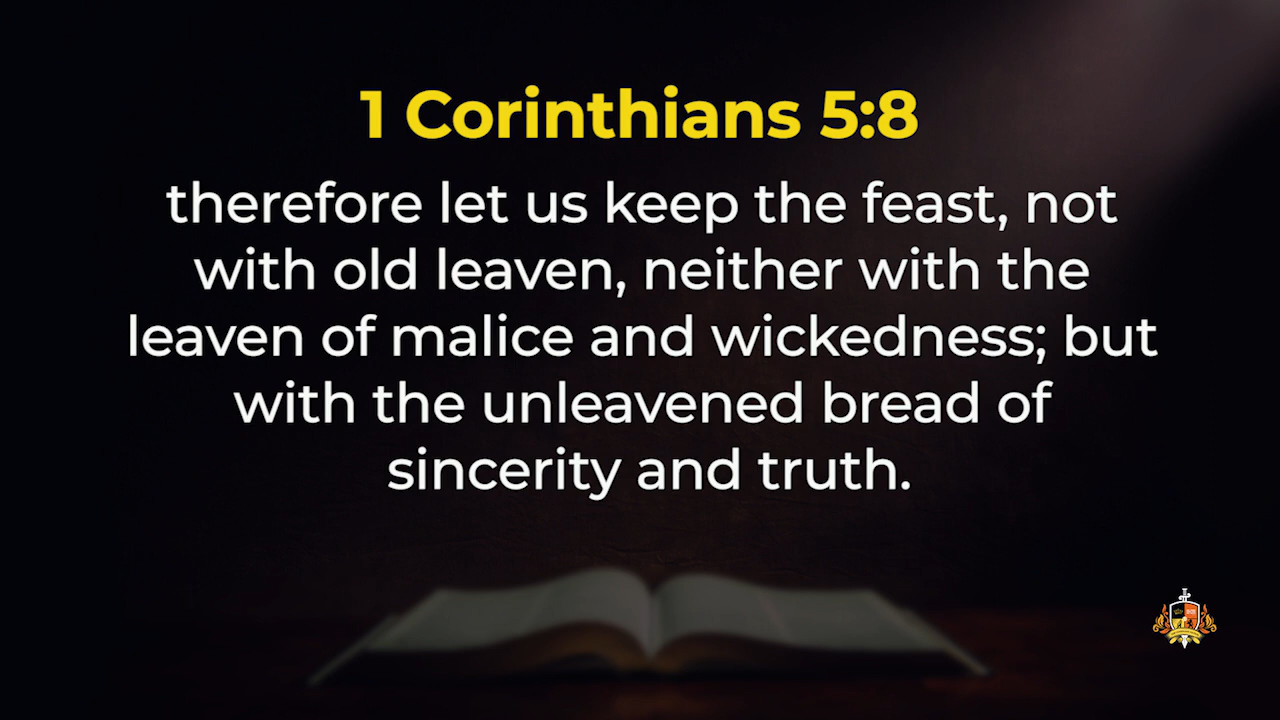 1 Corinthians 5:8
therefore let us keep the feast, not
with old leaven, neither with the
leaven of malice and wickedness; but
with the unleavened bread of
sincerity and truth.